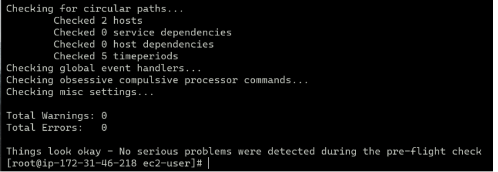 Checking for circular paths...
        Checked 2 hosts
        Checked 0 service dependencies
        Checked 0 host dependencies
        Checked 5 timeperiods
Checking global event handlers...
Checking obsessive compulsive processor commands...
Checking misc settings...

Total Warnings: 0
Total Errors:   0

Things look okay - No serious problems were detected during the pre-flight check
[root@ip-172-31-46-218 ec2-user]#